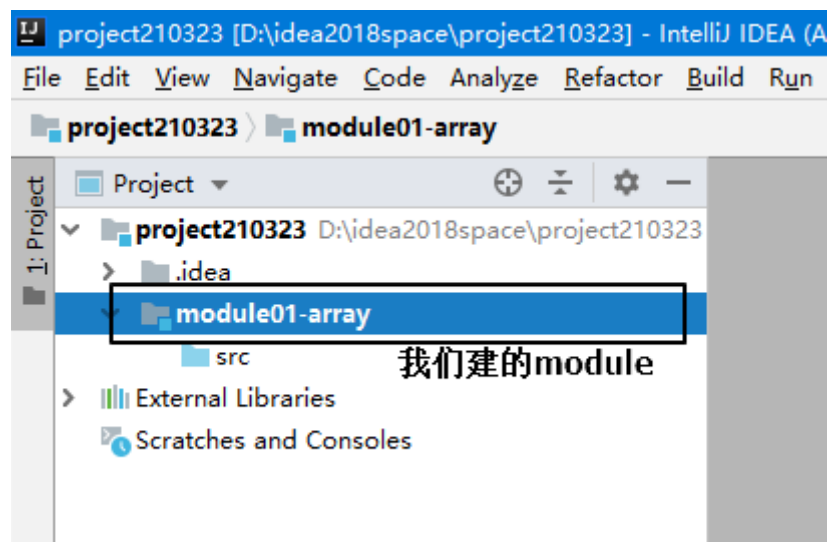 project210323 [D:\idea2018space\project210323] - IntelliJ IDEA (A
File Edit View Navigate Code Analyze Refactor Build Run
project210323 module01-array
Project
1: Project
project210323 D:\idea2018space\project210323
.idea
module01-array
src
我们建的module
External Libraries
Scratches and Consoles